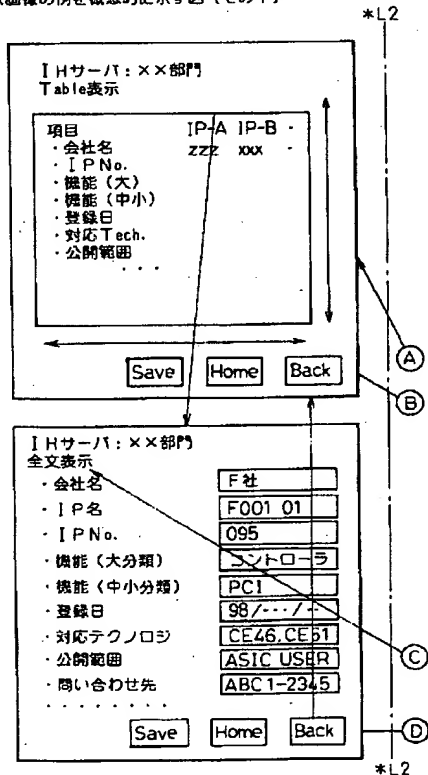 *L2
IHサーバ:××部門
Table表示
項目 IP-A IP-B ・
・会社名 zzz xxx ・
・IPNo.
・機能(大)
・機能(中小)
・登録日
・対応Tech.
・公開範囲
・・・
Save Home Back
A
B
IHサーバ:××部門
全文表示
・会社名 F社
・IP名 F001 01
・IPNo. 095
・機能(大分類) コントローラ
・機能(中小分類) PCI
・登録日 98/・・・/・・
・対応テクノロジ CE46,CE61
・公開範囲 ASIC USER
・問い合わせ先 ABC1-2345
・・・・・・・・
C
Save Home Back
D
*L2